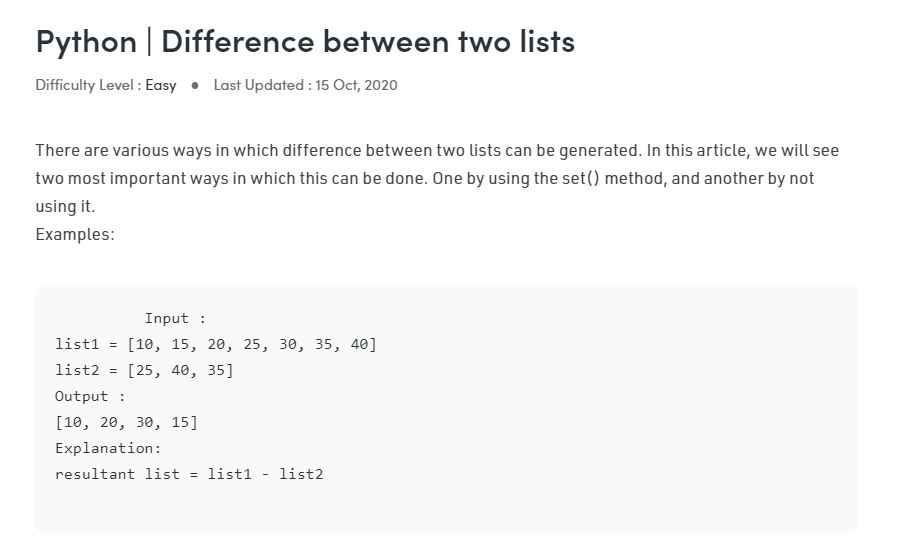 Python | Difference between two lists
Difficulty Level : Easy ● Last Updated : 15 Oct, 2020
There are various ways in which difference between two lists can be generated. In this article, we will see
two most important ways in which this can be done. One by using the set() method, and another by not
using it.
Examples:
Input :
list1 = [10, 15, 20, 25, 30, 35, 40]
list2 = [25, 40, 35]
Output :
[10, 20, 30, 15]
Explanation:
resultant list = list1 - list2